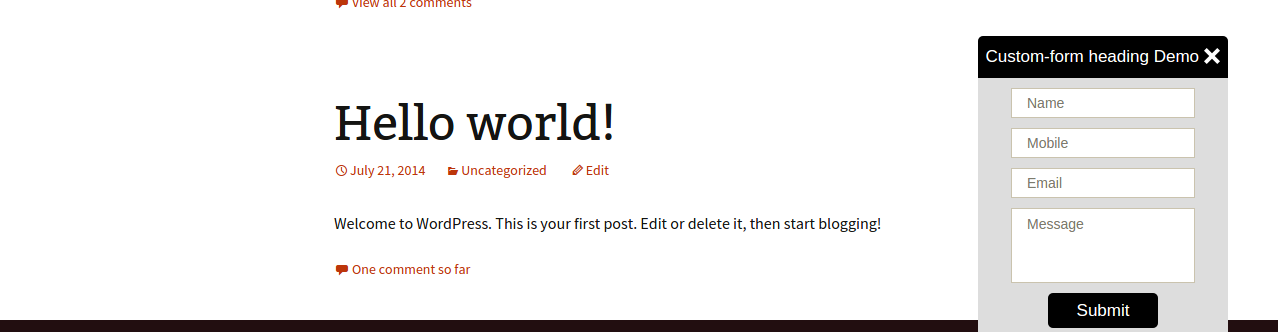 View all 2 comments
Hello world!
July 21, 2014 Uncategorized Edit
Welcome to WordPress. This is your first post. Edit or delete it, then start blogging!
One comment so far
Custom-form heading Demo
Name
Mobile
Email
Message
Submit